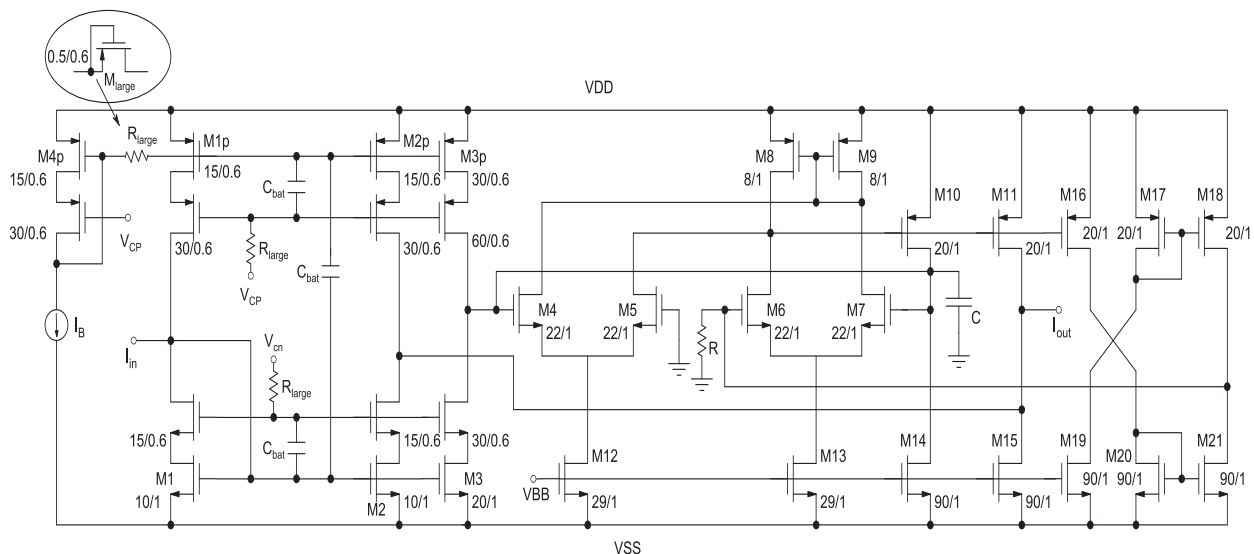 0.5/0.6
M_large
VDD
R_large
M4p
M1p
M2p
M3p
M8
M9
15/0.6
15/0.6
15/0.6
30/0.6
8/1
8/1
C_bat
M10
M11
M16
M17
M18
30/0.6
V_CP
30/0.6
R_large
30/0.6
60/0.6
20/1
20/1
20/1
20/1
20/1
V_CP
C_bat
M4
M5
M6
M7
C
I_B
22/1
22/1
R
22/1
22/1
I_out
I_in
V_cn
R_large
15/0.6
C_bat
15/0.6
30/0.6
M1
M3
M12
M13
M14
M15
M19
M20
M21
VBB
10/1
M2
20/1
29/1
29/1
90/1
90/1
90/1
90/1
90/1
VSS